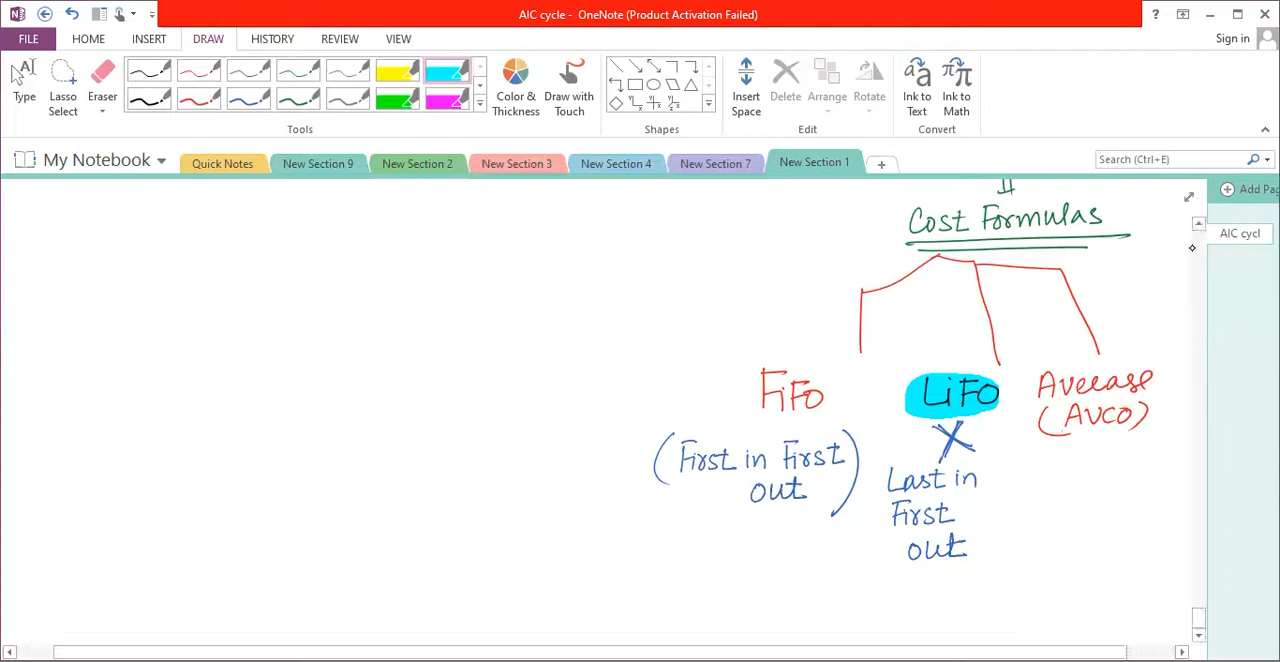 AIC cycle - OneNote (Product Activation Failed)
?
FILE HOME INSERT DRAW HISTORY REVIEW VIEW
Sign in
Type
Lasso Select
Eraser
Color & Thickness
Draw with Touch
Insert Space
Delete
Arrange
Rotate
Ink to Text
Ink to Math
Tools
Shapes
Edit
Convert
My Notebook
Quick Notes
New Section 9
New Section 2
New Section 3
New Section 4
New Section 7
New Section 1
Search (Ctrl+E)
Add Pag
AIC cycl
Cost Formulas
FiFo
LiFO
Average
(AVCO)
(First in First
out)
X
Last in
First
out